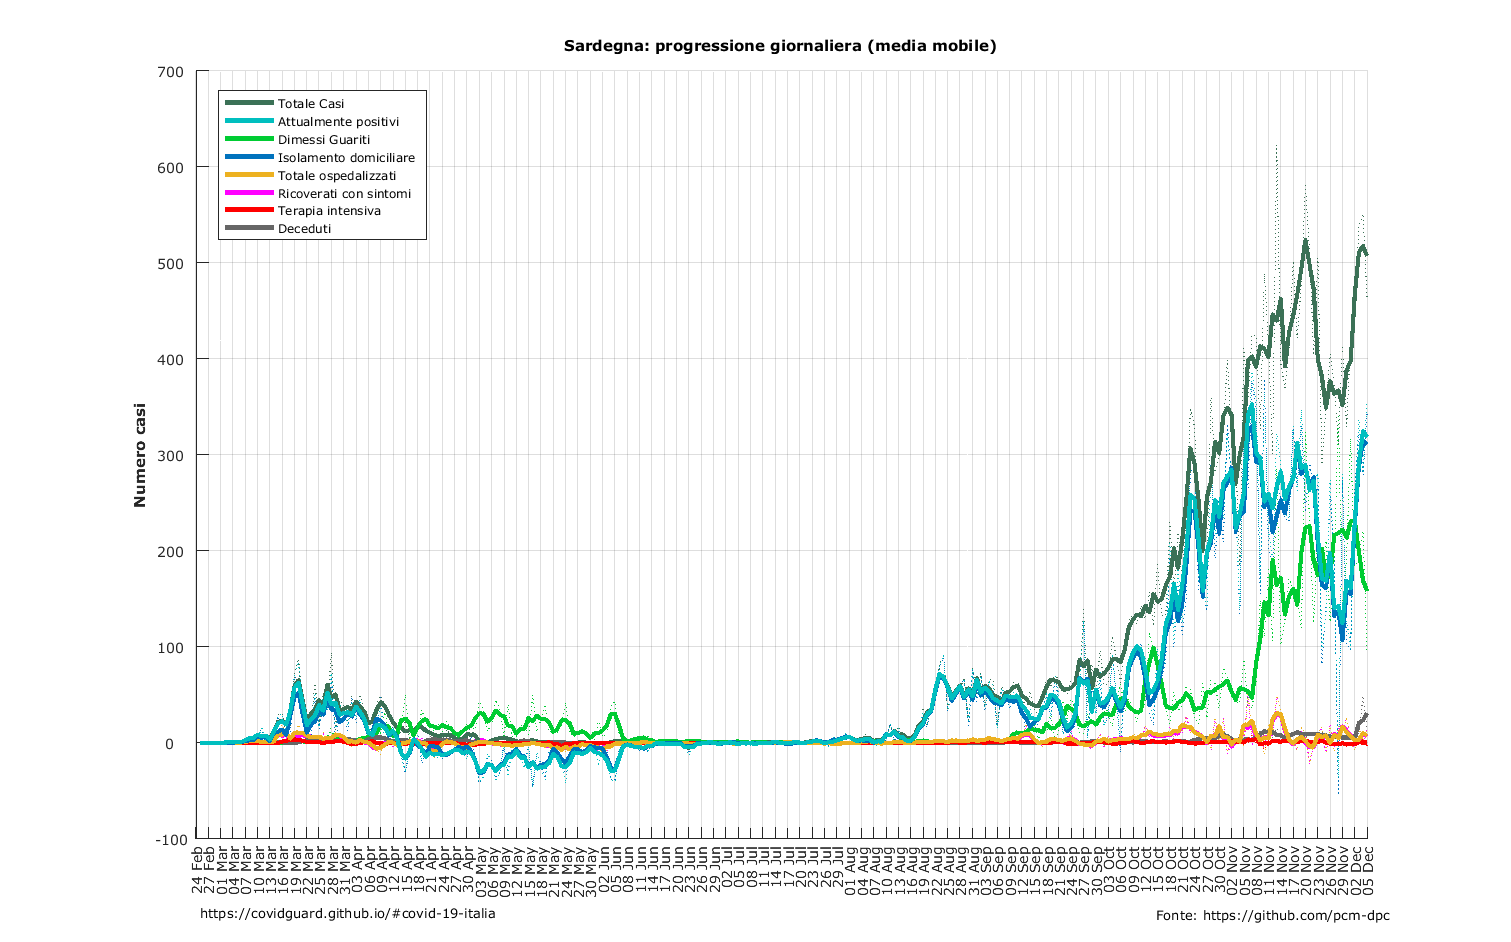 Sardegna: progressione giornaliera (media mobile)
700
600
500
400
300
200
100
0
-100
Numero casi
Totale Casi
Attualmente positivi
Dimessi Guariti
Isolamento domiciliare
Totale ospedalizzati
Ricoverati con sintomi
Terapia intensiva
Deceduti
24 Feb
27 Feb
01 Mar
04 Mar
07 Mar
10 Mar
13 Mar
16 Mar
19 Mar
22 Mar
25 Mar
28 Mar
31 Mar
03 Apr
06 Apr
09 Apr
12 Apr
15 Apr
18 Apr
21 Apr
24 Apr
27 Apr
30 Apr
03 May
06 May
09 May
12 May
15 May
18 May
21 May
24 May
27 May
30 May
02 Jun
05 Jun
08 Jun
11 Jun
14 Jun
17 Jun
20 Jun
23 Jun
26 Jun
29 Jun
02 Jul
05 Jul
08 Jul
11 Jul
14 Jul
17 Jul
20 Jul
23 Jul
26 Jul
29 Jul
01 Aug
04 Aug
07 Aug
10 Aug
13 Aug
16 Aug
19 Aug
22 Aug
25 Aug
28 Aug
31 Aug
03 Sep
06 Sep
09 Sep
12 Sep
15 Sep
18 Sep
21 Sep
24 Sep
27 Sep
30 Sep
03 Oct
06 Oct
09 Oct
12 Oct
15 Oct
18 Oct
21 Oct
24 Oct
27 Oct
30 Oct
02 Nov
05 Nov
08 Nov
11 Nov
14 Nov
17 Nov
20 Nov
23 Nov
26 Nov
29 Nov
02 Dec
05 Dec
https://covidguard.github.io/#covid-19-italia
Fonte: https://github.com/pcm-dpc